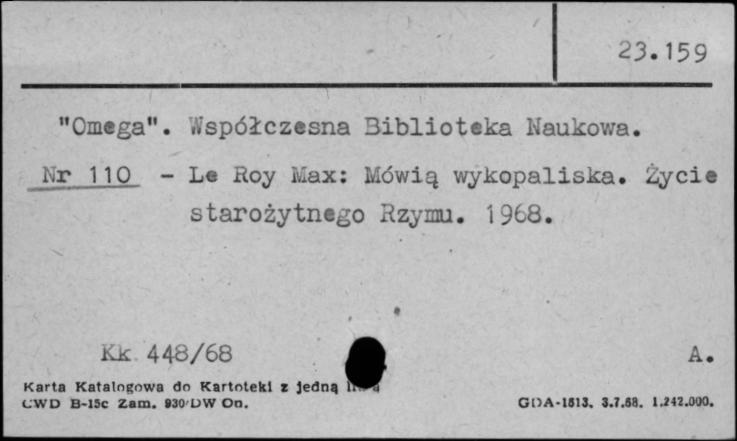 23.159
"Omega". Współczesna Biblioteka Naukowa.
Nr 110 - Le Roy Max: Mówią wykopaliska. Życie
starożytnego Rzymu. 1968.
Kk 448/68 A.
Karta Katalogowa do Kartoteki z jedną
CWD B-15c Zam. 930/DW On. GDA-1613. 3.7.68. 1.242.000.